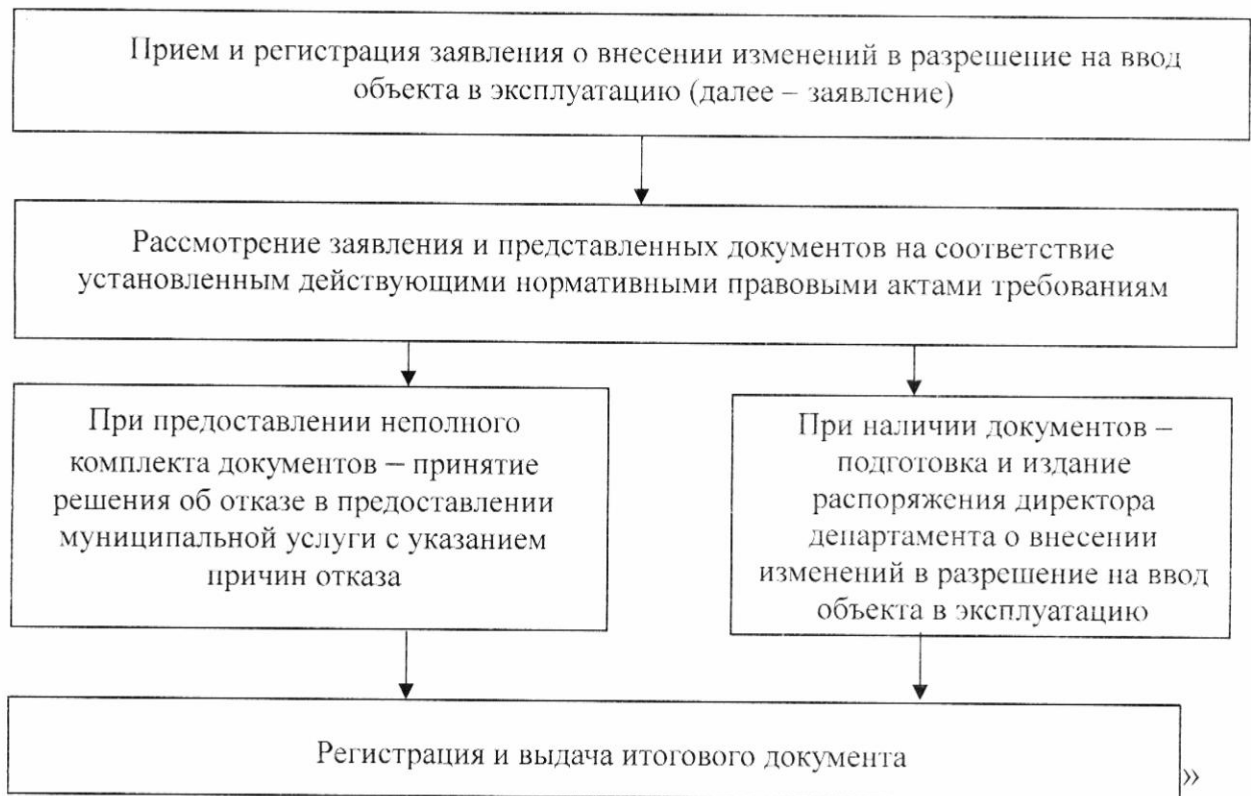 Прием и регистрация заявления о внесении изменений в разрешение на ввод
объекта в эксплуатацию (далее – заявление)
Рассмотрение заявления и представленных документов на соответствие
установленным действующими нормативными правовыми актами требованиям
При предоставлении неполного
комплекта документов – принятие
решения об отказе в предоставлении
муниципальной услуги с указанием
причин отказа
При наличии документов –
подготовка и издание
распоряжения директора
департамента о внесении
изменений в разрешение на ввод
объекта в эксплуатацию
Регистрация и выдача итогового документа
»